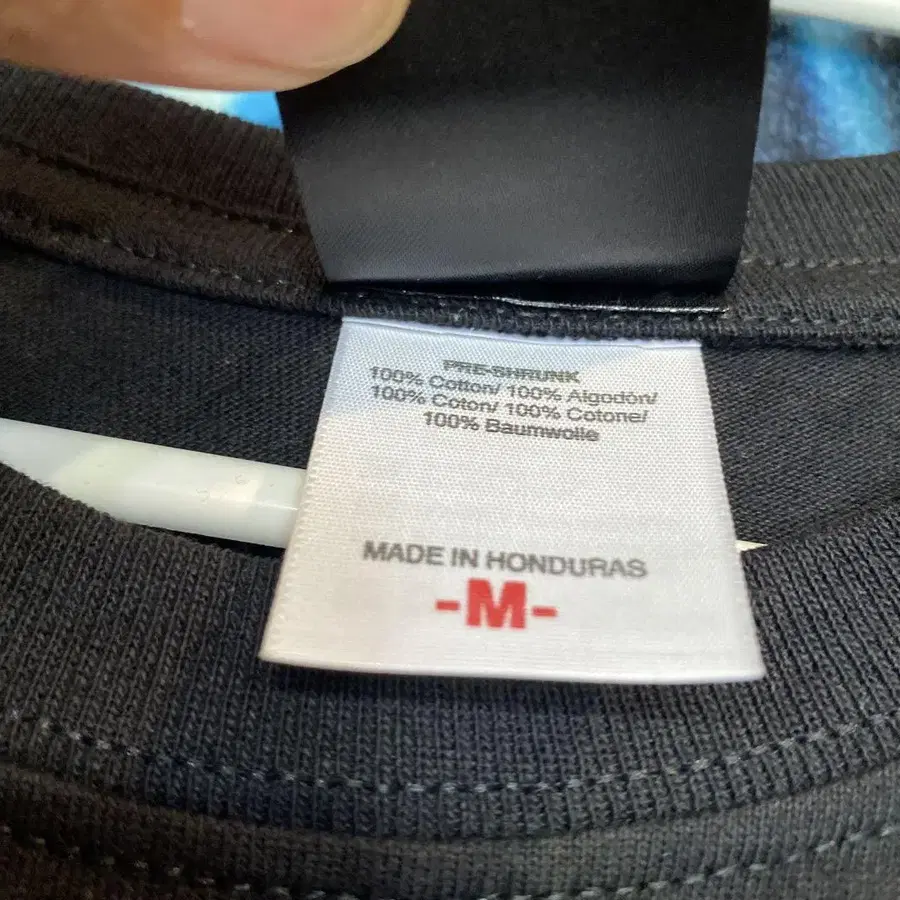 PRE-SHRUNK
100% Cotton/ 100% Algodón/
100% Coton/ 100% Cotone/
100% Baumwolle
MADE IN HONDURAS
-M-